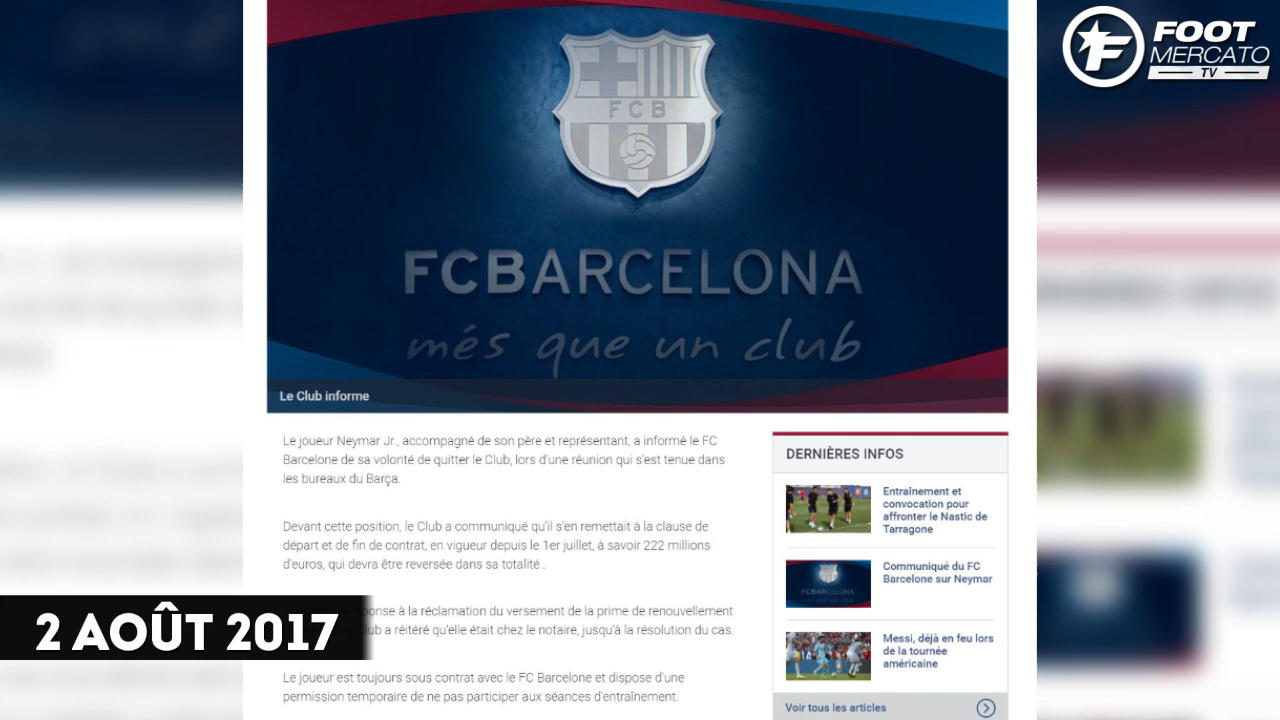 FOOT
MERCATO
TV
FCB
FCBARCELONA
més que un club
Le Club informe
Le joueur Neymar Jr., accompagné de son père et représentant, a informé le FC
Barcelone de sa volonté de quitter le Club, lors d'une réunion qui s'est tenue dans
les bureaux du Barça.
Devant cette position, le Club a communiqué qu'il s'en remettait à la clause de
départ et de fin de contrat, en vigueur depuis le 1er juillet, à savoir 222 millions
d'euros, qui devra être reversée dans sa totalité..
à la réclamation du versement de la prime de renouvellement
a réitéré qu'elle était chez le notaire, jusqu'à la résolution du cas.
Le joueur est toujours sous contrat avec le FC Barcelone et dispose d'une
permission temporaire de ne pas participer aux séances d'entraînement.
DERNIÈRES INFOS
Entraînement et
convocation pour
affronter le Nastic de
Tarragone
Communiqué du FC
Barcelone sur Neymar
Messi, déjà en feu lors
de la tournée
américaine
Voir tous les articles
2 AOÛT 2017